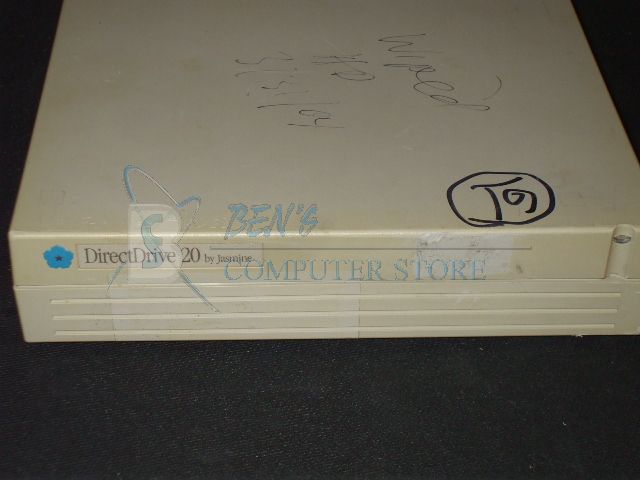 Wiped
BEN'S
COMPUTER STORE
DirectDrive 20 by Jasmine